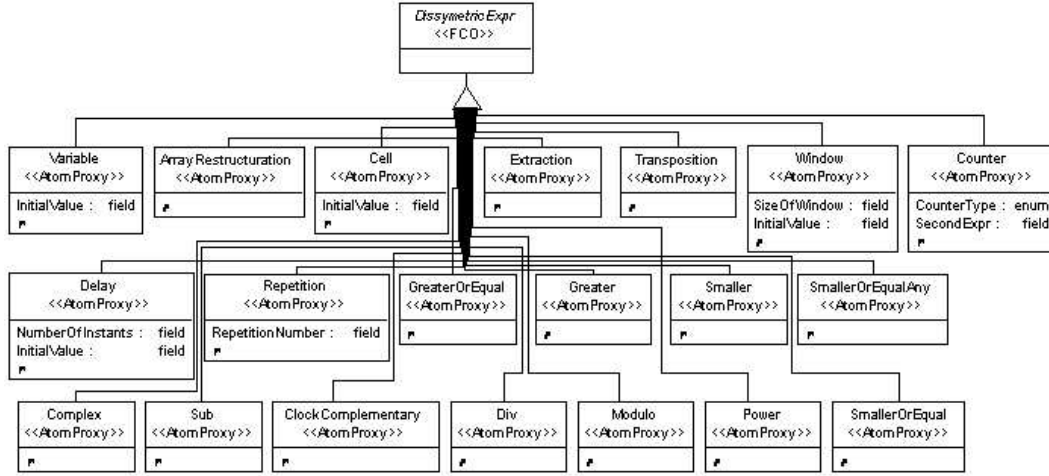 DissymetricExpr
<<FCO>>
Variable
<<AtomProxy>>
InitialValue : field
Array Restructuration
<<AtomProxy>>
Cell
<<AtomProxy>>
InitialValue : field
Extraction
<<AtomProxy>>
Transposition
<<AtomProxy>>
Window
<<AtomProxy>>
SizeOfWindow : field
InitialValue : field
Counter
<<AtomProxy>>
CounterType : enum
SecondExpr : field
Delay
<<AtomProxy>>
NumberOfInstants : field
InitialValue : field
Repetition
<<AtomProxy>>
RepetitionNumber : field
GreaterOrEqual
<<AtomProxy>>
Greater
<<AtomProxy>>
Smaller
<<AtomProxy>>
SmallerOrEqualAny
<<AtomProxy>>
Complex
<<AtomProxy>>
Sub
<<AtomProxy>>
ClockComplementary
<<AtomProxy>>
Div
<<AtomProxy>>
Modulo
<<AtomProxy>>
Power
<<AtomProxy>>
SmallerOrEqual
<<AtomProxy>>